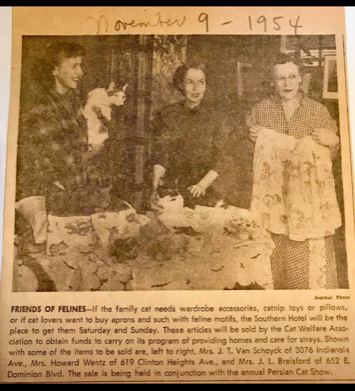 November 9 - 1954
Journal Photo
FRIENDS OF FELINES—If the family cat needs wardrobe accessories, catnip toys or pillows,
or if cat lovers want to buy aprons and such with feline motifs, the Southern Hotel will be the
place to get them Saturday and Sunday. These articles will be sold by the Cat Welfare Asso-
ciation to obtain funds to carry on its program of providing homes and care for strays. Shown
with some of the items to be sold are, left to right, Mrs. J. T. Van Schoyck of 3076 Indianola
Ave., Mrs. Howard Wentz of 619 Clinton Heights Ave., and Mrs. J. L. Brelsford of 652 E.
Dominion Blvd. The sale is being held in conjunction with the annual Persian Cat Show.